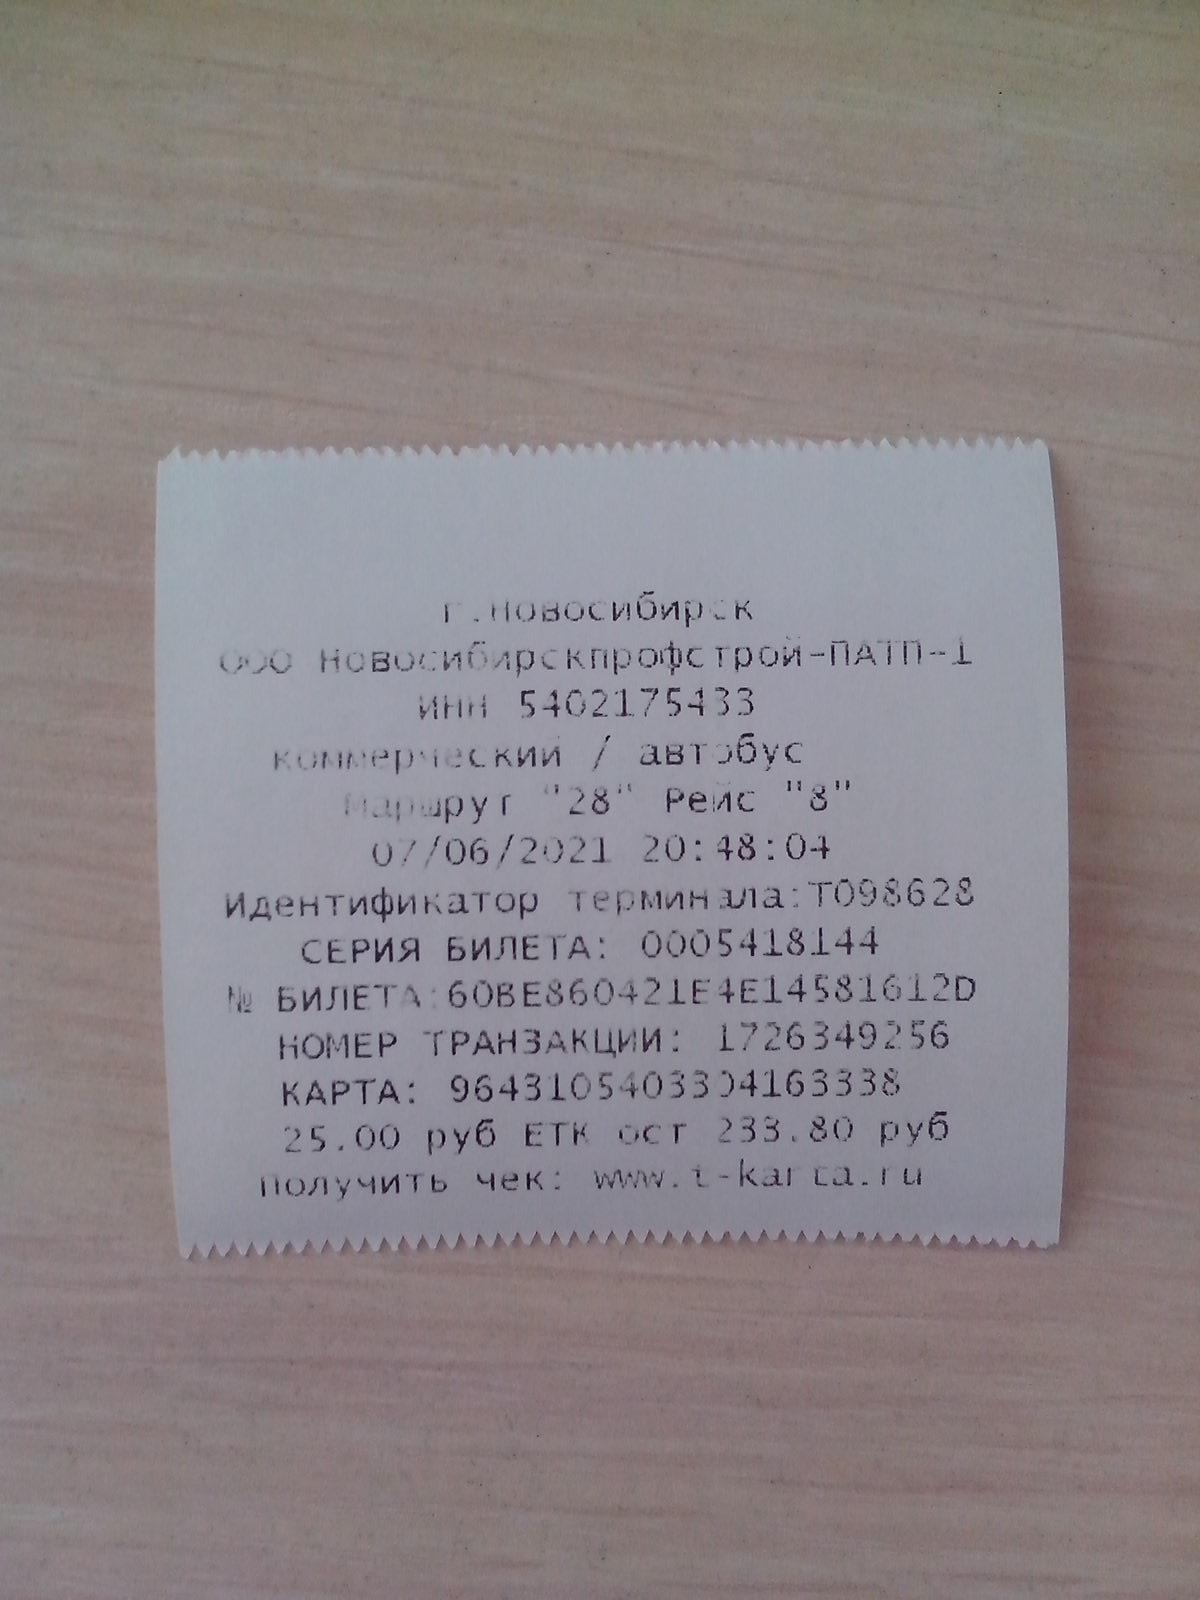 г.Новосибирск
ООО Новосибирскпрофстрой-ПАТП-1
ИНН 5402175433
коммерческий / автобус
Маршрут "28" Рейс "8"
07/06/2021 20:48:04
Идентификатор терминала:T098628
СЕРИЯ БИЛЕТА: 0005418144
№ БИЛЕТА:60BE860421E4E14581612D
НОМЕР ТРАНЗАКЦИИ: 1726349256
КАРТА: 9643105403304163338
25.00 руб ЕТК ост 233.80 руб
Получить чек: www.t-karta.ru